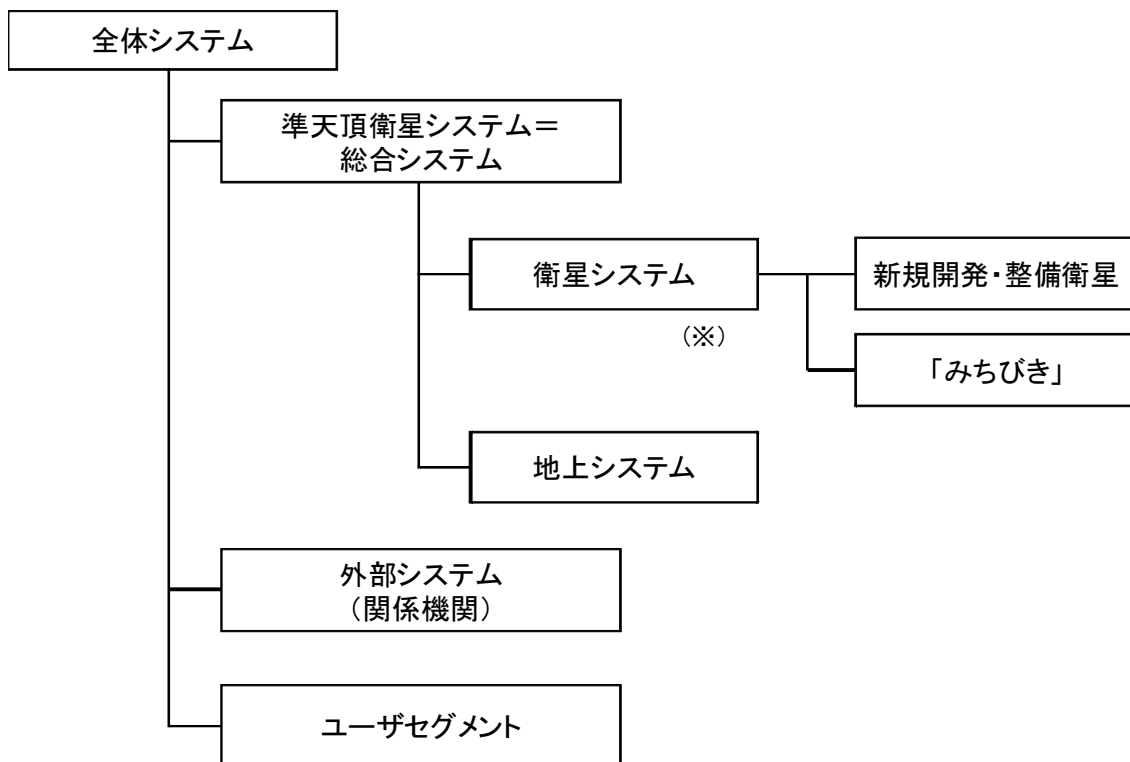 全体システム
準天頂衛星システム＝
総合システム
衛星システム
新規開発・整備衛星
（※）
「みちびき」
地上システム
外部システム
（関係機関）
ユーザセグメント